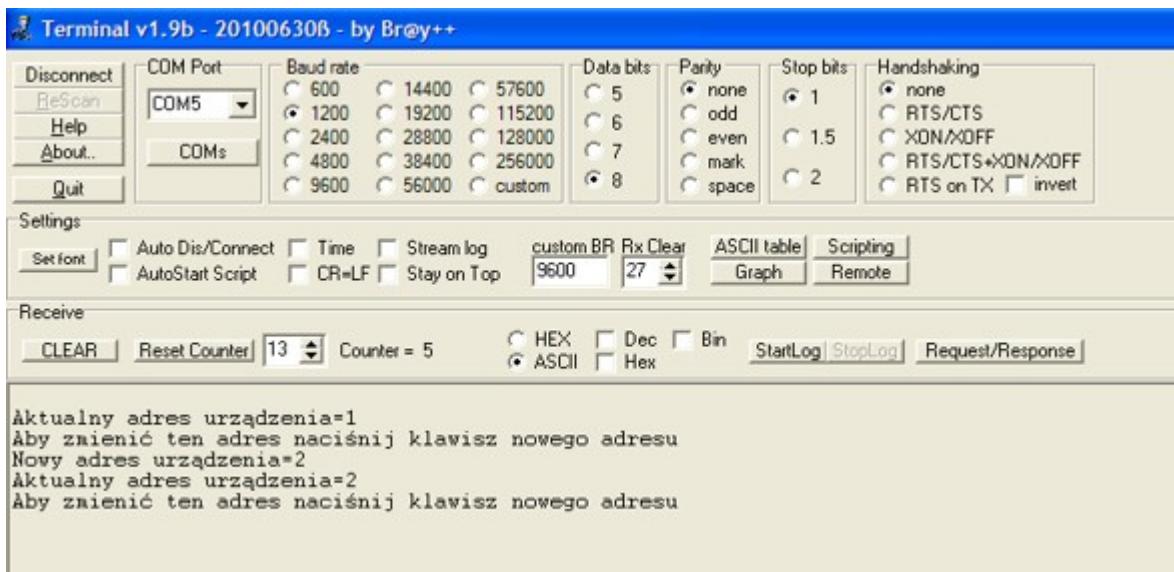 Terminal v1.9b - 20100630ß - by Br@y++
Disconnect
ReScan
Help
About..
Quit
COM Port
COM5
COMs
Baud rate
600 14400 57600
1200 19200 115200
2400 28800 128000
4800 38400 256000
9600 56000 custom
Data bits
5
6
7
8
Parity
none
odd
even
mark
space
Stop bits
1
1.5
2
Handshaking
none
RTS/CTS
XON/XOFF
RTS/CTS+XON/XOFF
RTS on TX invert
Settings
Set font
Auto Dis/Connect Time Stream log
AutoStart Script CR=LF Stay on Top
custom BR Rx Clear
9600 27
ASCII table Scripting
Graph Remote
Receive
CLEAR Reset Counter 13 Counter = 5
HEX Dec Bin
ASCII Hex
StartLog StopLog Request/Response
Aktualny adres urządzenia=1
Aby zmienić ten adres naciśnij klawisz nowego adresu
Nowy adres urządzenia=2
Aktualny adres urządzenia=2
Aby zmienić ten adres naciśnij klawisz nowego adresu